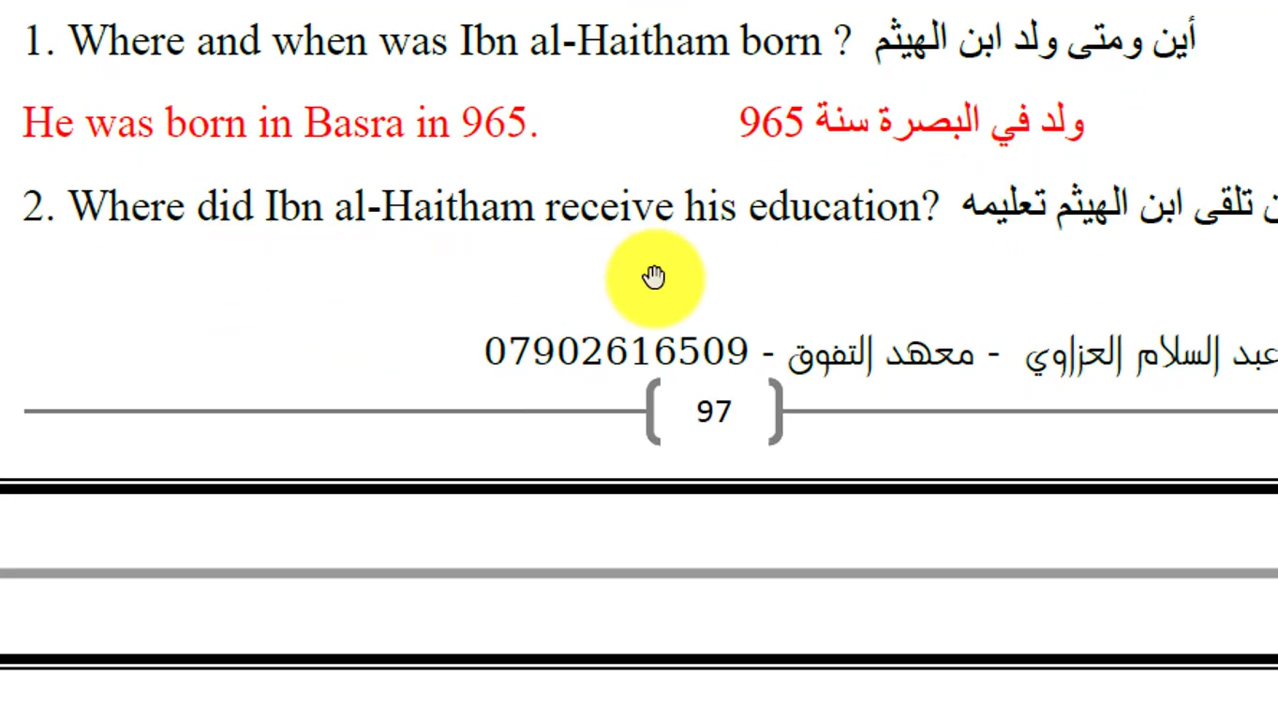 1. Where and when was Ibn al-Haitham born ? أين ومتى ولد ابن الهيثم
He was born in Basra in 965. ولد في البصرة سنة 965
2. Where did Ibn al-Haitham receive his education? تلقى ابن الهيثم تعليمه
عبد السلام العزاوي - معهد التفوق - 07902616509
97